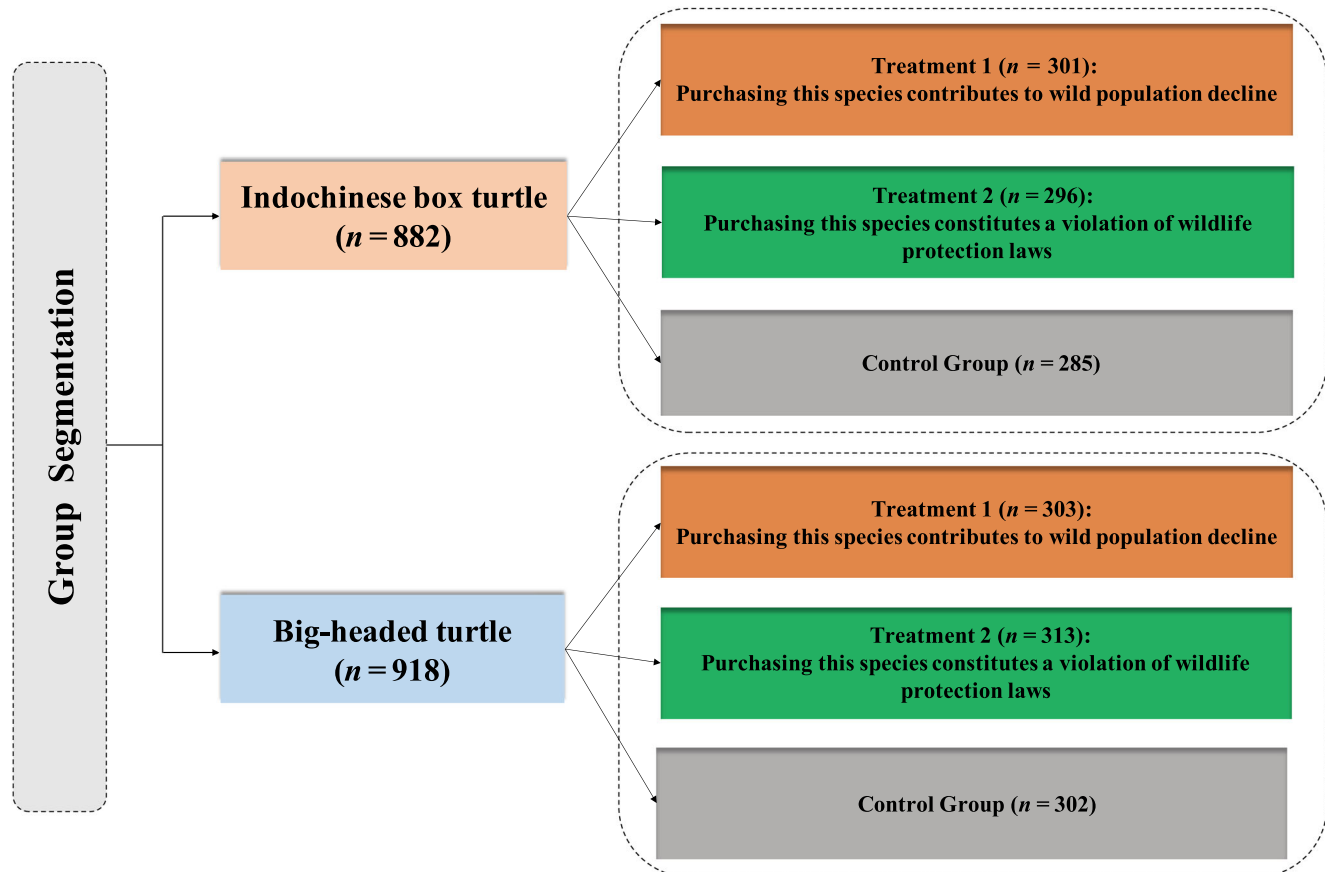 Group Segmentation
Indochinese box turtle
(n = 882)
Treatment 1 (n = 301):
Purchasing this species contributes to wild population decline
Treatment 2 (n = 296):
Purchasing this species constitutes a violation of wildlife
protection laws
Control Group (n = 285)
Big-headed turtle
(n = 918)
Treatment 1 (n = 303):
Purchasing this species contributes to wild population decline
Treatment 2 (n = 313):
Purchasing this species constitutes a violation of wildlife
protection laws
Control Group (n = 302)